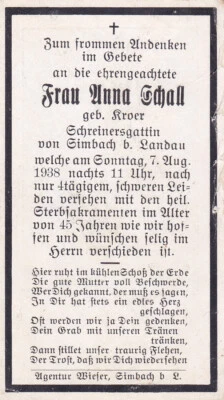 Zum frommen Andenken
im Gebete
an die ehrengeachtete
Frau Anna Schall
geb. Kroer
Schreinersgattin
von Simbach b. Landau
welche am Sonntag, 7. Aug.
1938 nachts 11 Uhr, nach
nur 4tägigem, schweren Lei-
den versehen mit den heil.
Sterbsakramenten im Alter
von 45 Jahren wie wir hof-
fen und wünschen selig im
Herrn verschieden ist.
Hier ruht im kühlen Schoß der Erde
Die gute Mutter voll Beschwerde,
Wer Dich gekannt, der muß es sagen,
In Dir hat stets ein edles Herz
geschlagen,
Oft werden wir ja Dein gedenken,
Dein Grab mit unseren Tränen
tränken,
Dann stillet unser traurig Flehen,
Der Trost, daß wir Dich wiedersehen
Agentur Wieser, Simbach b L.